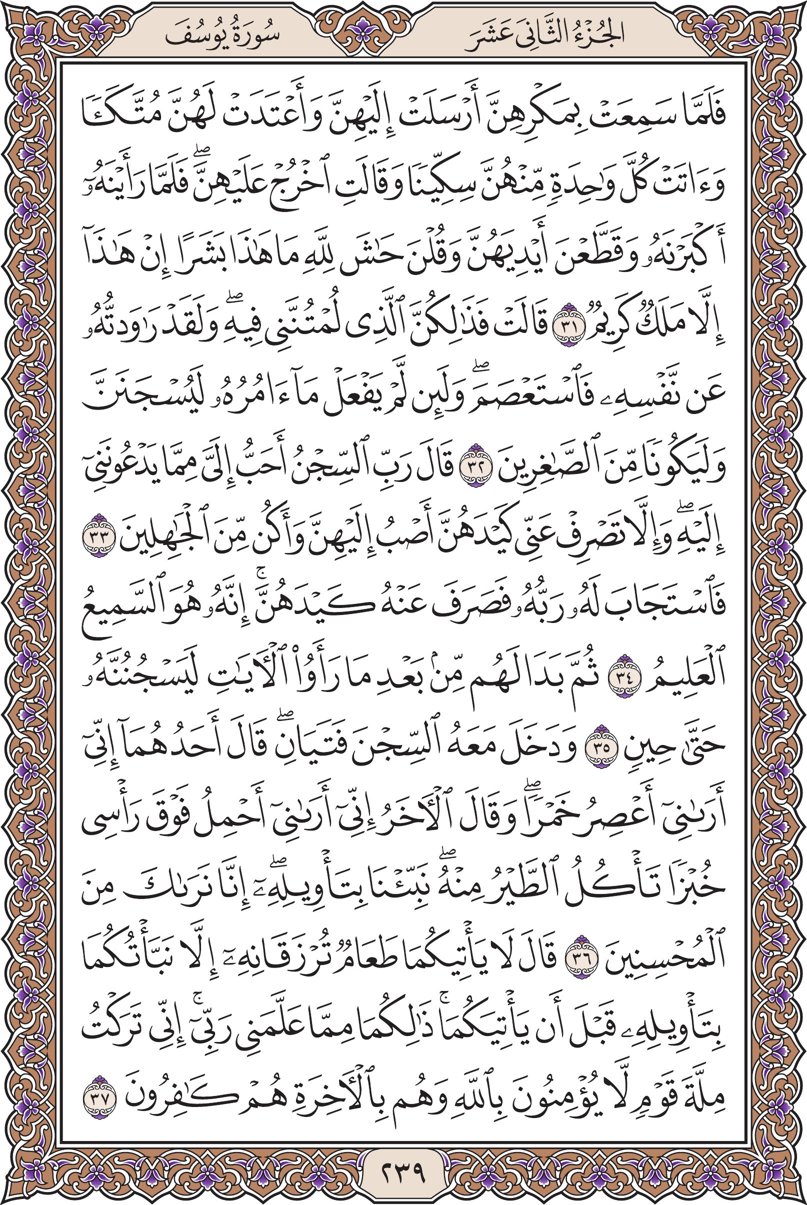 الجُزْءُ الثَّانِيَ عَشَرَ
سُورَةُ يُوسُفَ
فَلَمَّا سَمِعَتۡ بِمَكۡرِهِنَّ أَرۡسَلَتۡ إِلَيۡهِنَّ وَأَعۡتَدَتۡ لَهُنَّ مُتَّكَـٔٗا
وَءَاتَتۡ كُلَّ وَٰحِدَةٖ مِّنۡهُنَّ سِكِّينٗا وَقَالَتِ ٱخۡرُجۡ عَلَيۡهِنَّۖ فَلَمَّا رَأَيۡنَهُۥٓ
أَكۡبَرۡنَهُۥ وَقَطَّعۡنَ أَيۡدِيَهُنَّ وَقُلۡنَ حَٰشَ لِلَّهِ مَا هَٰذَا بَشَرًا إِنۡ هَٰذَآ
إِلَّا مَلَكٞ كَرِيمٞ ٣١ قَالَتۡ فَذَٰلِكُنَّ ٱلَّذِي لُمۡتُنَّنِي فِيهِۖ وَلَقَدۡ رَٰوَدتُّهُۥ
عَن نَّفۡسِهِۦ فَٱسۡتَعۡصَمَۖ وَلَئِن لَّمۡ يَفۡعَلۡ مَآ ءَامُرُهُۥ لَيُسۡجَنَنَّ
وَلَيَكُونٗا مِّنَ ٱلصَّٰغِرِينَ ٣٢ قَالَ رَبِّ ٱلسِّجۡنُ أَحَبُّ إِلَيَّ مِمَّا يَدۡعُونَنِيٓ
إِلَيۡهِۖ وَإِلَّا تَصۡرِفۡ عَنِّي كَيۡدَهُنَّ أَصۡبُ إِلَيۡهِنَّ وَأَكُن مِّنَ ٱلۡجَٰهِلِينَ ٣٣
فَٱسۡتَجَابَ لَهُۥ رَبُّهُۥ فَصَرَفَ عَنۡهُ كَيۡدَهُنَّۚ إِنَّهُۥ هُوَ ٱلسَّمِيعُ
ٱلۡعَلِيمُ ٣٤ ثُمَّ بَدَا لَهُم مِّنۢ بَعۡدِ مَا رَأَوُاْ ٱلۡأٓيَٰتِ لَيَسۡجُنُنَّهُۥ
حَتَّىٰ حِينٖ ٣٥ وَدَخَلَ مَعَهُ ٱلسِّجۡنَ فَتَيَانِۖ قَالَ أَحَدُهُمَآ إِنِّيٓ
أَرَىٰنِيٓ أَعۡصِرُ خَمۡرٗاۖ وَقَالَ ٱلۡأٓخَرُ إِنِّيٓ أَرَىٰنِيٓ أَحۡمِلُ فَوۡقَ رَأۡسِي
خُبۡزٗا تَأۡكُلُ ٱلطَّيۡرُ مِنۡهُۖ نَبِّئۡنَا بِتَأۡوِيلِهِۦٓۖ إِنَّا نَرَىٰكَ مِنَ
ٱلۡمُحۡسِنِينَ ٣٦ قَالَ لَا يَأۡتِيكُمَا طَعَامٞ تُرۡزَقَانِهِۦٓ إِلَّا نَبَّأۡتُكُمَا
بِتَأۡوِيلِهِۦ قَبۡلَ أَن يَأۡتِيَكُمَاۚ ذَٰلِكُمَا مِمَّا عَلَّمَنِي رَبِّيٓۚ إِنِّي تَرَكۡتُ
مِلَّةَ قَوۡمٖ لَّا يُؤۡمِنُونَ بِٱللَّهِ وَهُم بِٱلۡأٓخِرَةِ هُمۡ كَٰفِرُونَ ٣٧
٢٣٩